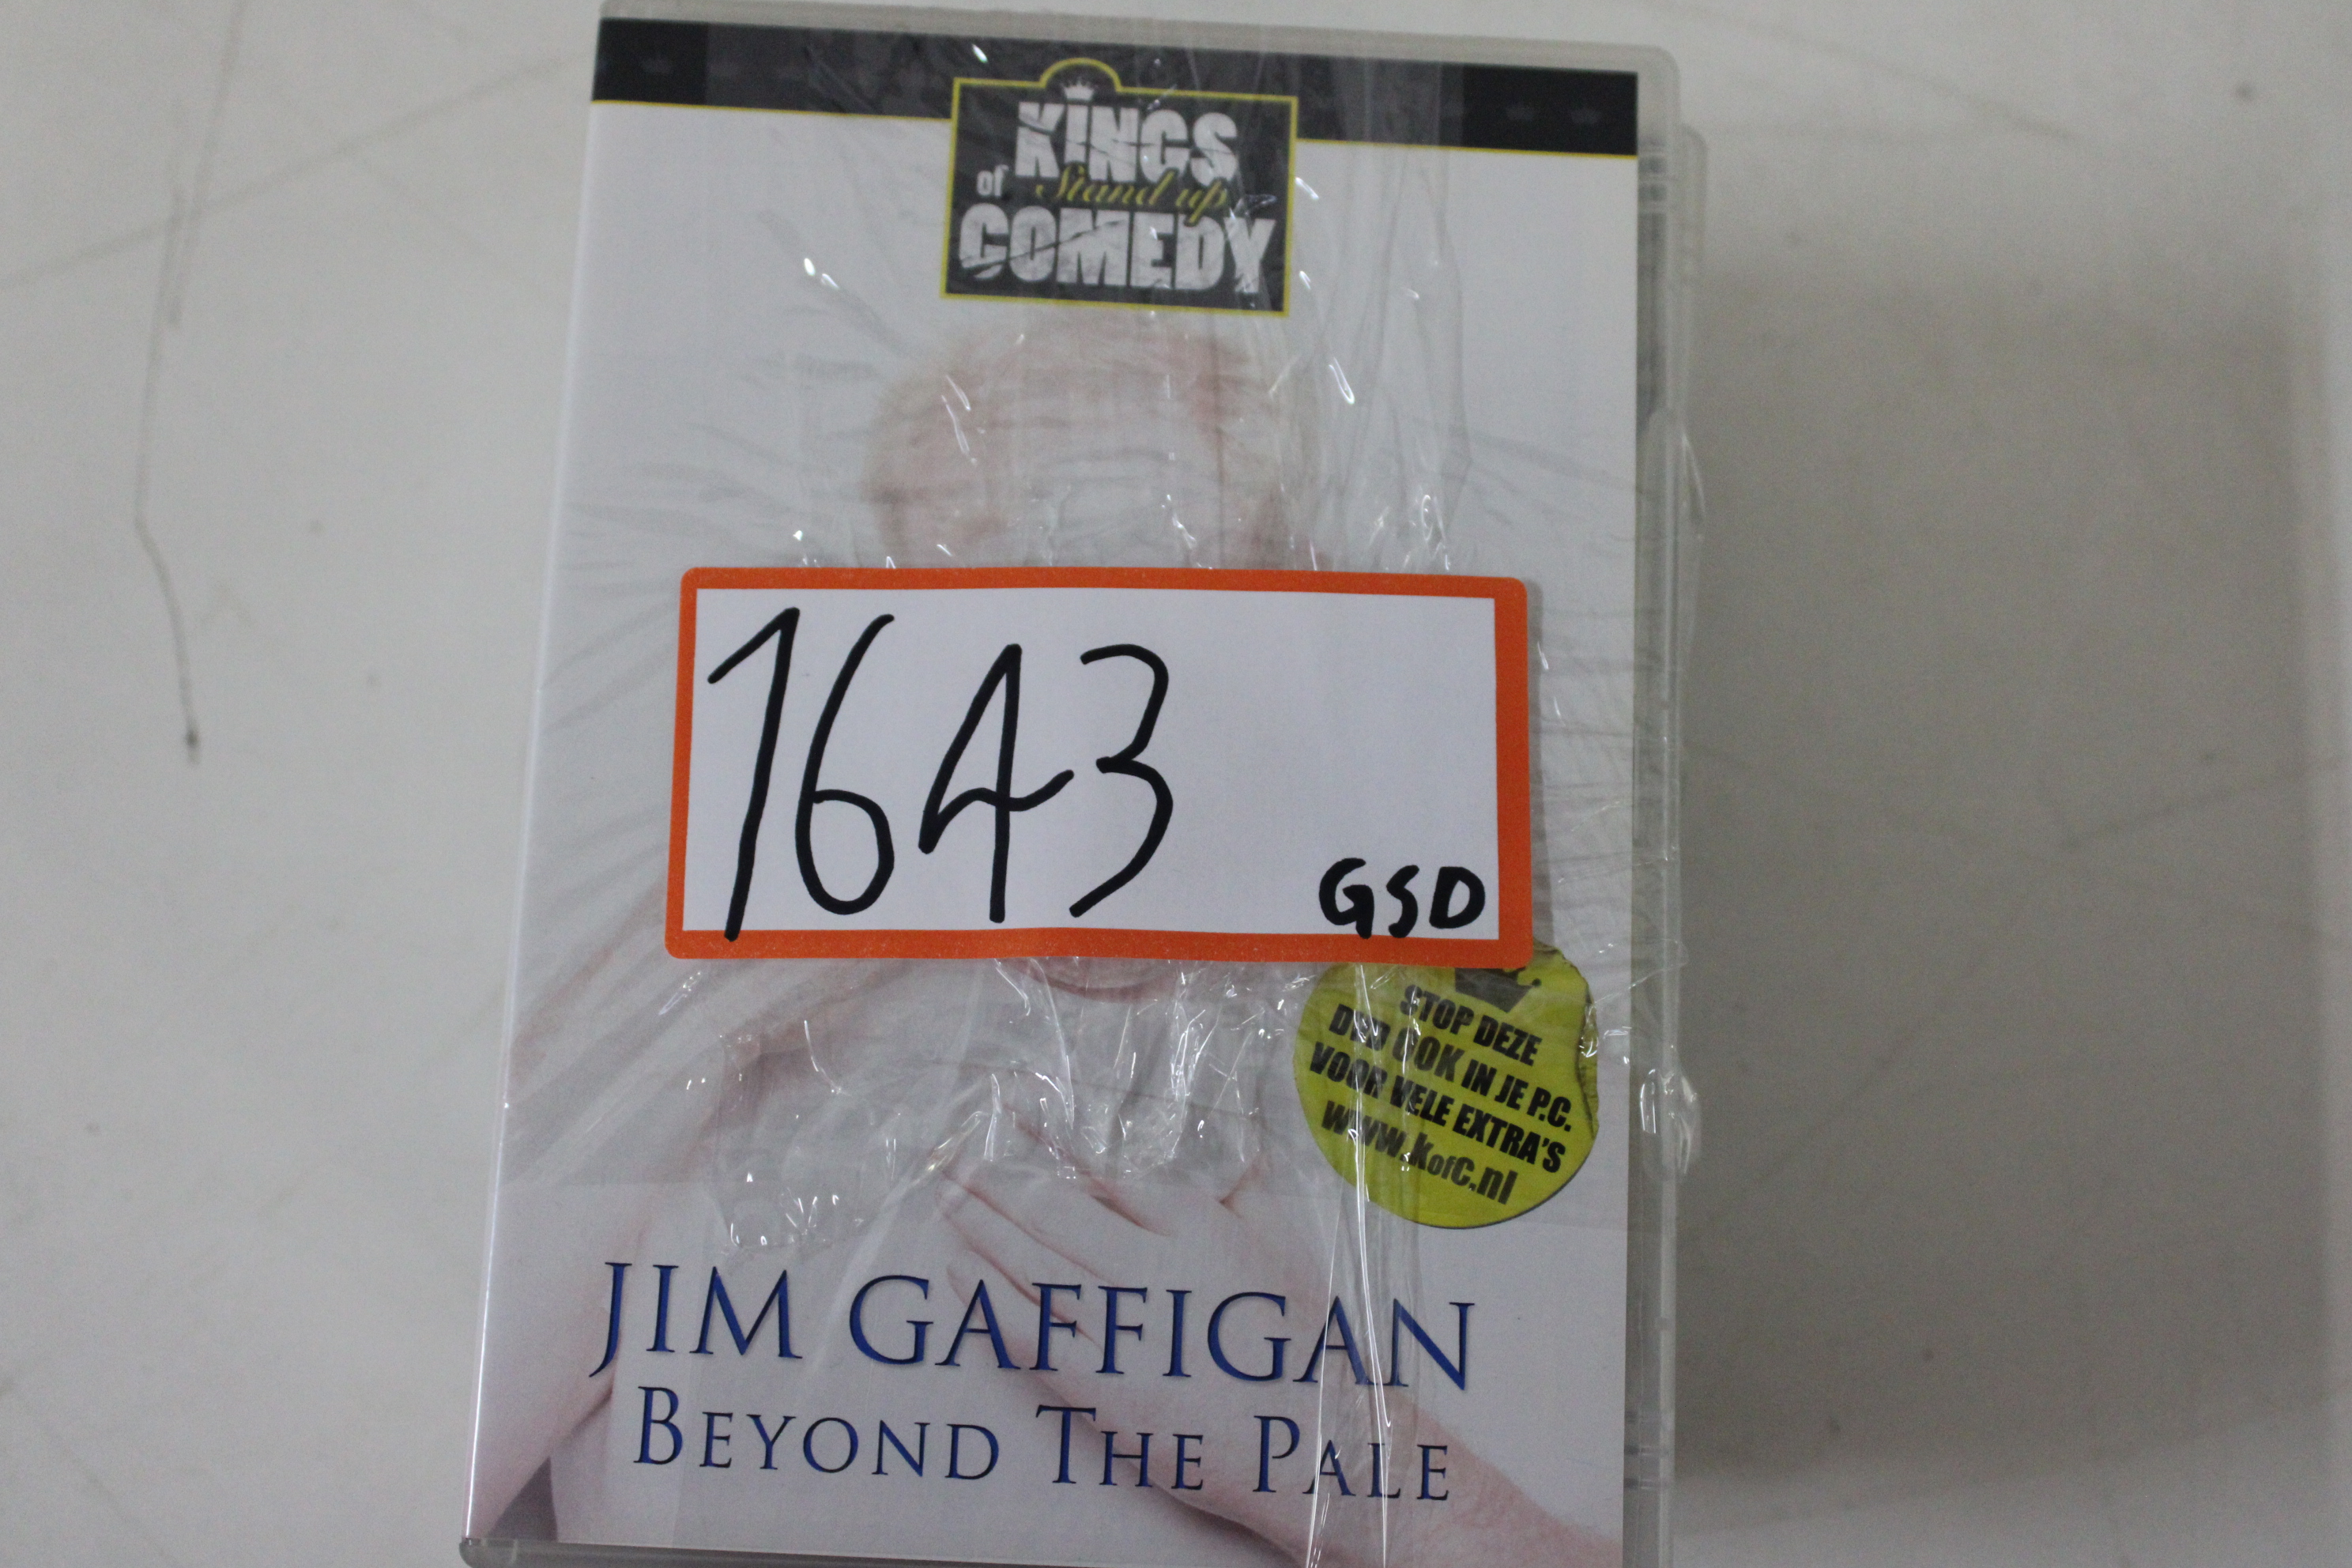 KINGS
of Stand up
COMEDY
1643
GSD
STOP DEZE
DVD OOK IN JE P.C.
VOOR VELE EXTRA'S
www.KofC.nl
JIM GAFFIGAN
BEYOND THE PALE